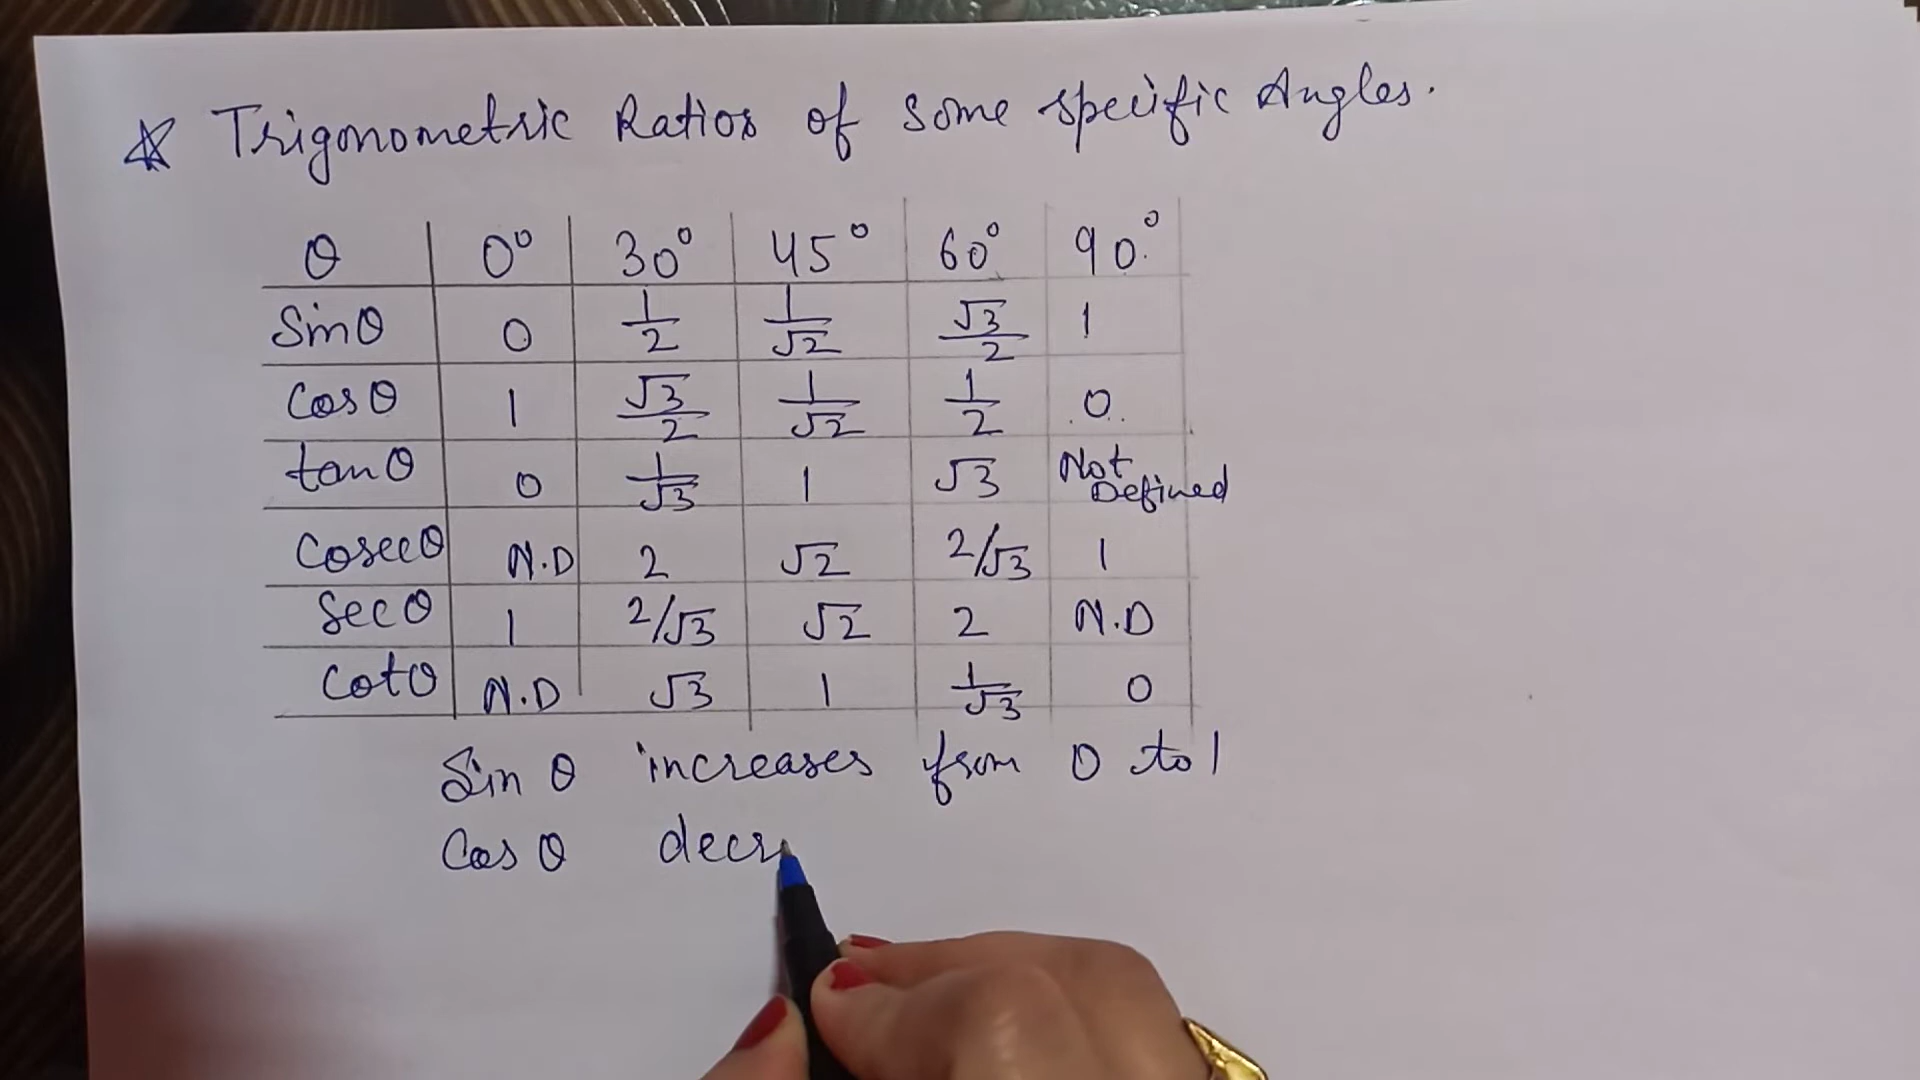 ☆ Trigonometric Ratios of some specific Angles.
θ 0° 30° 45° 60° 90°
Sinθ 0 1/2 1/√2 √3/2 1
Cosθ 1 √3/2 1/√2 1/2 0
tanθ 0 1/√3 1 √3 Not Defined
Cosecθ N.D 2 √2 2/√3 1
Secθ 1 2/√3 √2 2 N.D
Cotθ N.D √3 1 1/√3 0
Sin θ increases from 0 to 1
Cos θ decr